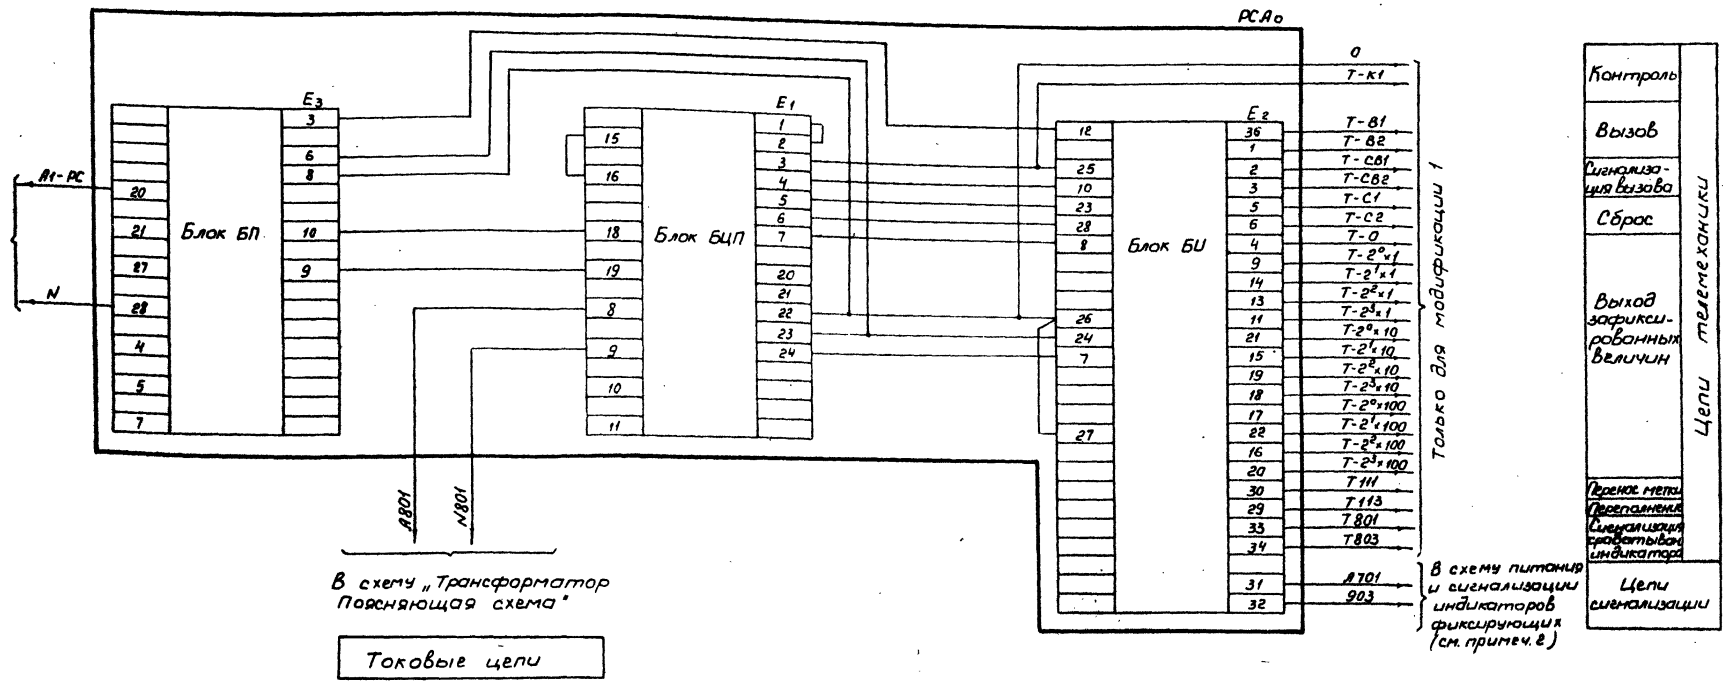 РСА о
О
Т-К1
Е3
3
6
8
20
21
27
28
4
5
7
Блок БП
10
9
А1-РС
N
Е1
15
16
18
19
8
9
10
11
Блок БЦП
1
2
3
4
5
6
7
20
21
22
23
24
Е2
12
25
10
23
28
8
26
24
7
27
Блок БИ
36 Т-В1
1 Т-В2
2 Т-СВ1
3 Т-СВ2
5 Т-С1
6 Т-С2
4 Т-О
9 Т-2⁰×1
14 Т-2¹×1
13 Т-2²×1
11 Т-2³×1
21 Т-2⁰×10
15 Т-2¹×10
19 Т-2²×10
18 Т-2³×10
17 Т-2⁰×100
22 Т-2¹×100
16 Т-2²×100
20 Т-2³×100
30 Т111
29 Т113
33 Т801
34 Т803
31 А701
32 903
Только для модификации 1
А801
N801
В схему „Трансформатор
Поясняющая схема"
Токовые цепи
В схему питания
и сигнализации
индикаторов
фиксирующих
(см. примеч. 2)
Контроль
Вызов
Сигнализа-
ция вызова
Сброс
Выход
зафикси-
рованных
величин
Перенос метки
Переполнение
Сигнализация
срабатыван
индикатора
Цепи телемеханики
Цепи
сигнализации